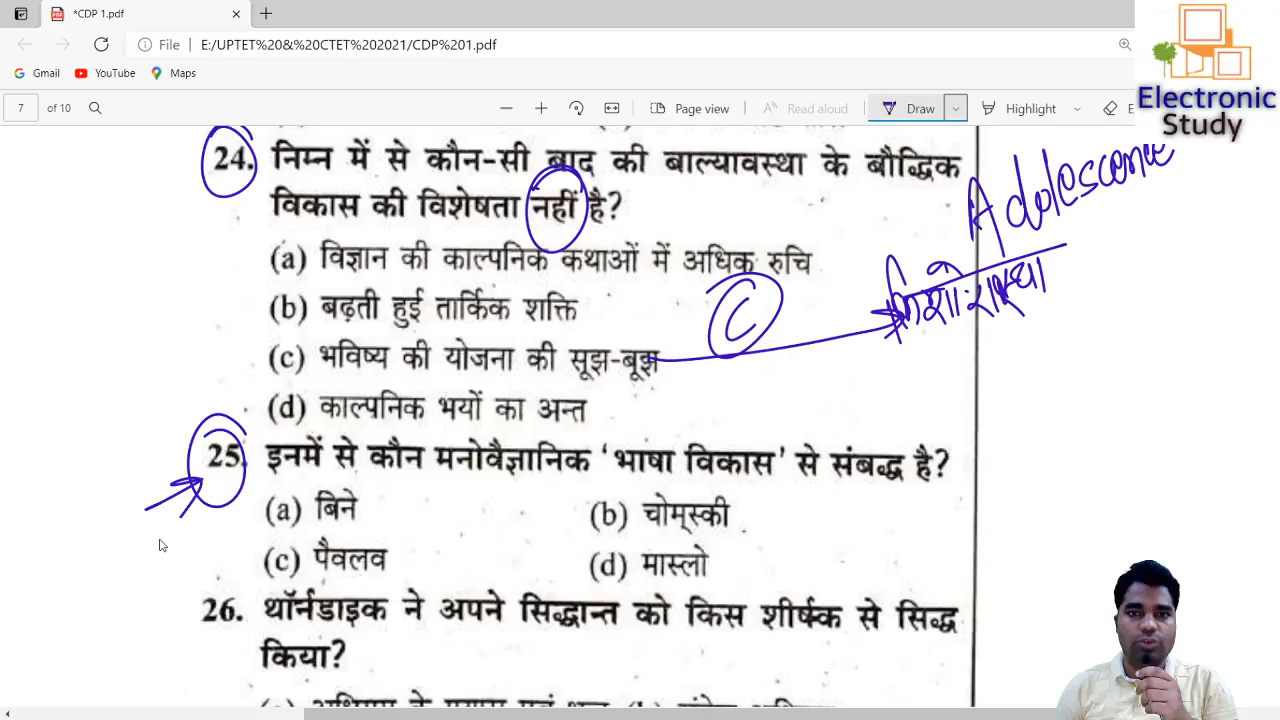 *CDP 1.pdf
File E:/UPTET%20&%20CTET%202021/CDP%201.pdf
Gmail YouTube Maps
7 of 10 Page view Read aloud Draw Highlight E
Electronic
Study
24. निम्न में से कौन-सी बाद की बाल्यावस्था के बौद्धिक
विकास की विशेषता नहीं है?
Adolescence
(a) विज्ञान की काल्पनिक कथाओं में अधिक रुचि
(b) बढ़ती हुई तार्किक शक्ति
C
(c) भविष्य की योजना की सूझ-बूझ
(d) काल्पनिक भयों का अन्त
25. इनमें से कौन मनोवैज्ञानिक 'भाषा विकास' से संबद्ध है?
(a) बिने (b) चोम्स्की
(c) पैवलव (d) मास्लो
26. थॉर्नडाइक ने अपने सिद्धान्त को किस शीर्षक से सिद्ध
किया?